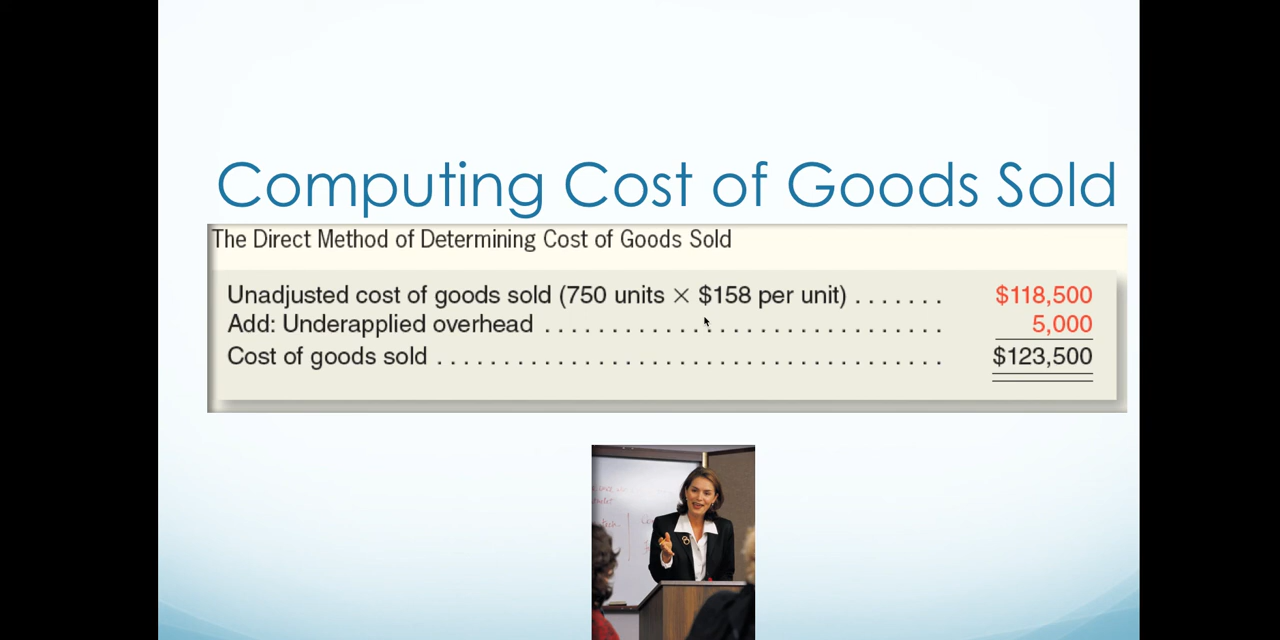 Computing Cost of Goods Sold
The Direct Method of Determining Cost of Goods Sold
Unadjusted cost of goods sold (750 units × $158 per unit) . . . . . . . $118,500
Add: Underapplied overhead . . . . . . . . . . . . . . . . . . . . . . . . . . . . . . 5,000
Cost of goods sold . . . . . . . . . . . . . . . . . . . . . . . . . . . . . . . . . . . . . . $123,500